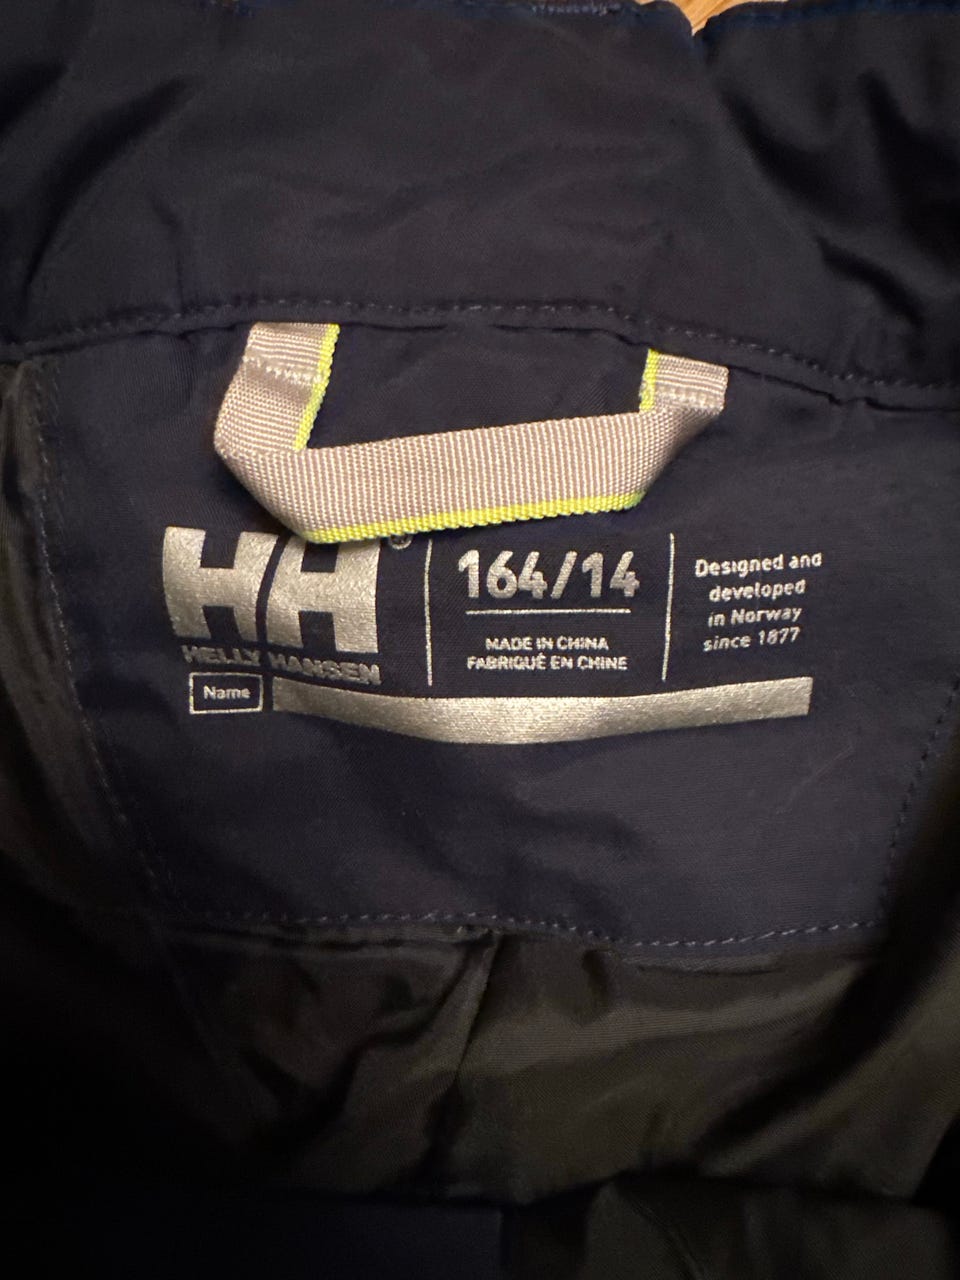 HH®
HELLY HANSEN
164/14
MADE IN CHINA
FABRIQUÉ EN CHINE
Designed and
developed
in Norway
since 1877
Name